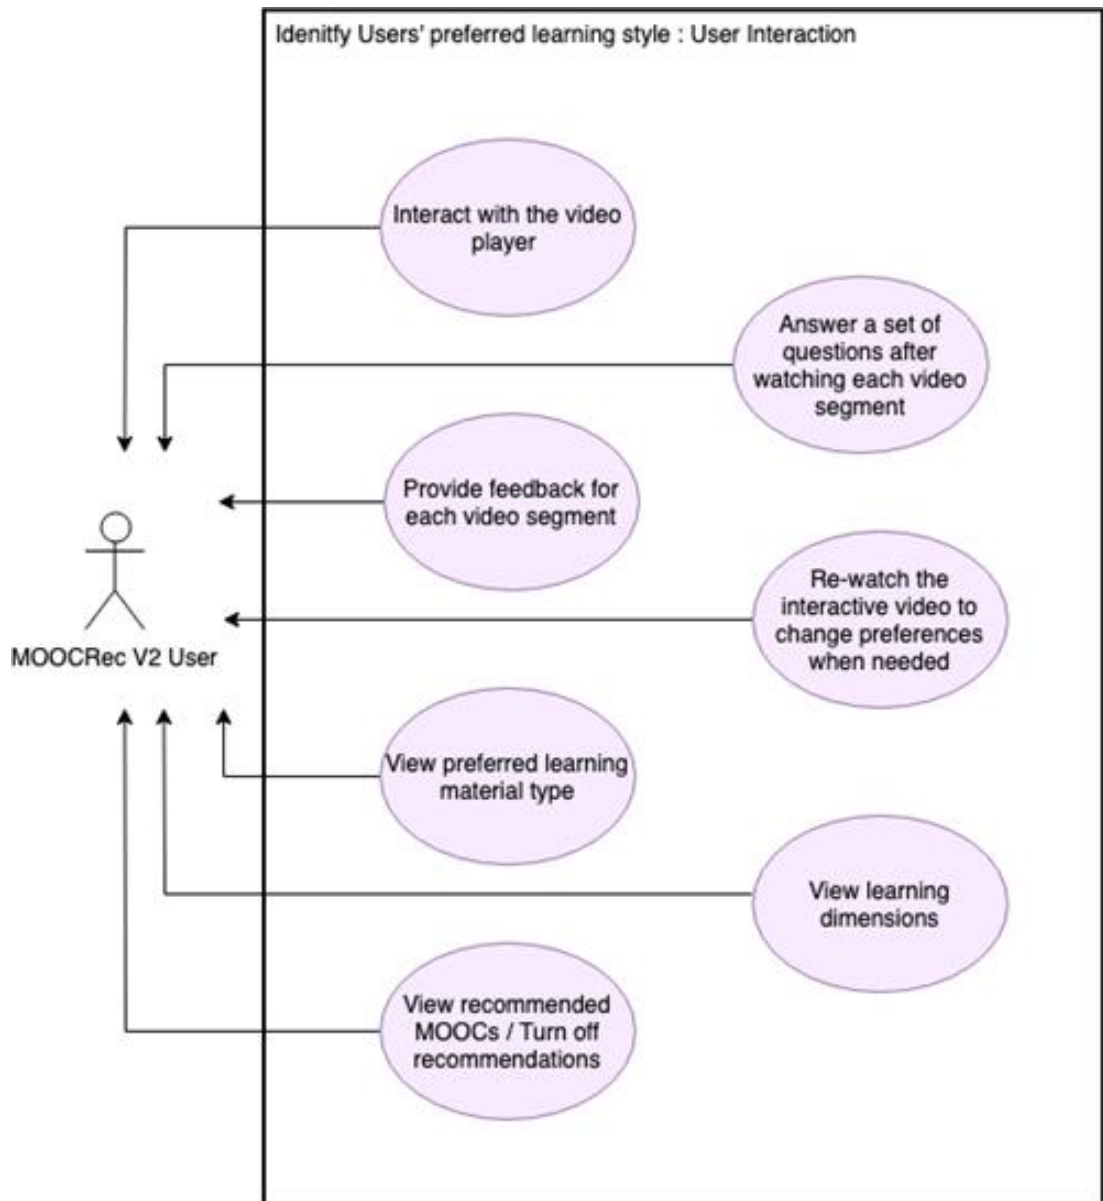 Idenitfy Users' preferred learning style : User Interaction
Interact with the video
player
Answer a set of
questions after
watching each video
segment
Provide feedback for
each video segment
Re-watch the
interactive video to
change preferences
when needed
MOOCRec V2 User
View preferred learning
material type
View learning
dimensions
View recommended
MOOCs / Turn off
recommendations